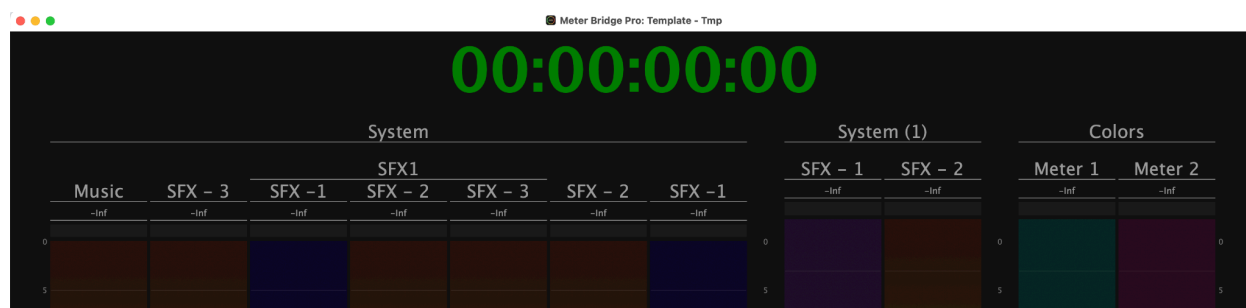 Meter Bridge Pro: Template - Tmp
00:00:00:00
System System (1) Colors
SFX1 SFX – 1 SFX – 2 Meter 1 Meter 2
Music SFX – 3 SFX –1 SFX – 2 SFX – 3 SFX – 2 SFX –1 -Inf -Inf -Inf -Inf
-Inf -Inf -Inf -Inf -Inf -Inf -Inf
0 0 0 0
5 5 5 5